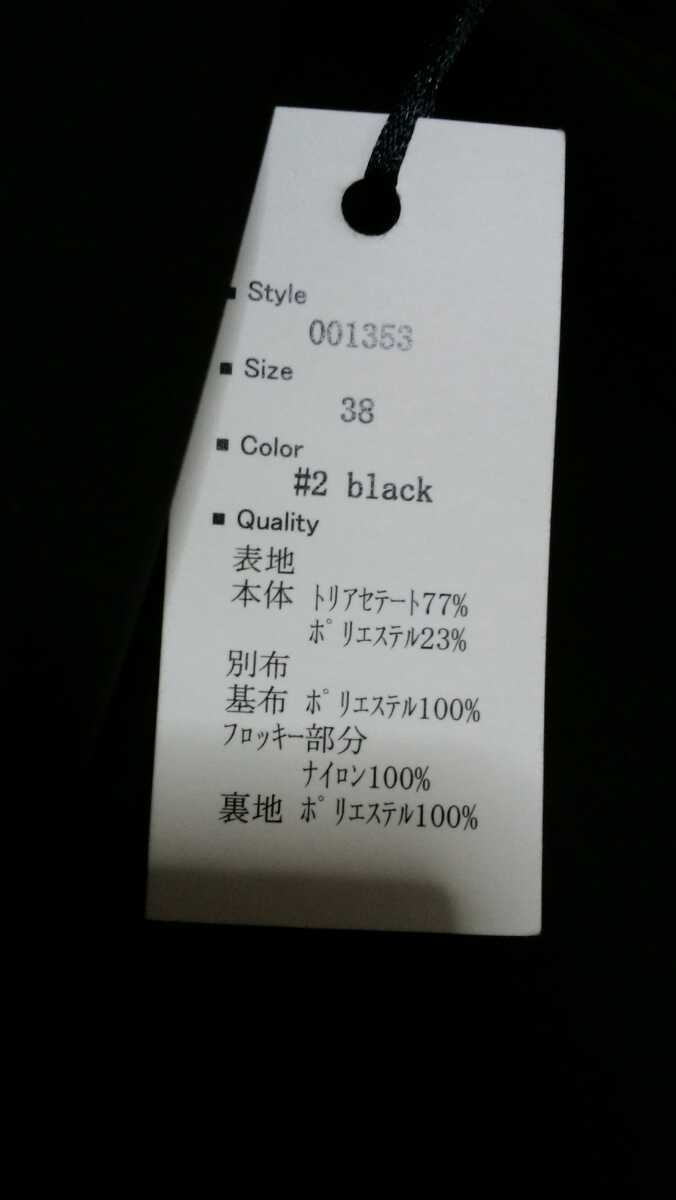 ■ Style
001353
■ Size
38
■ Color
#2 black
■ Quality
表地
本体 ﾄﾘｱｾﾃｰﾄ77%
ﾎﾟﾘｴｽﾃﾙ23%
別布
基布 ﾎﾟﾘｴｽﾃﾙ100%
ﾌﾛｯｷｰ部分
ﾅｲﾛﾝ100%
裏地 ﾎﾟﾘｴｽﾃﾙ100%